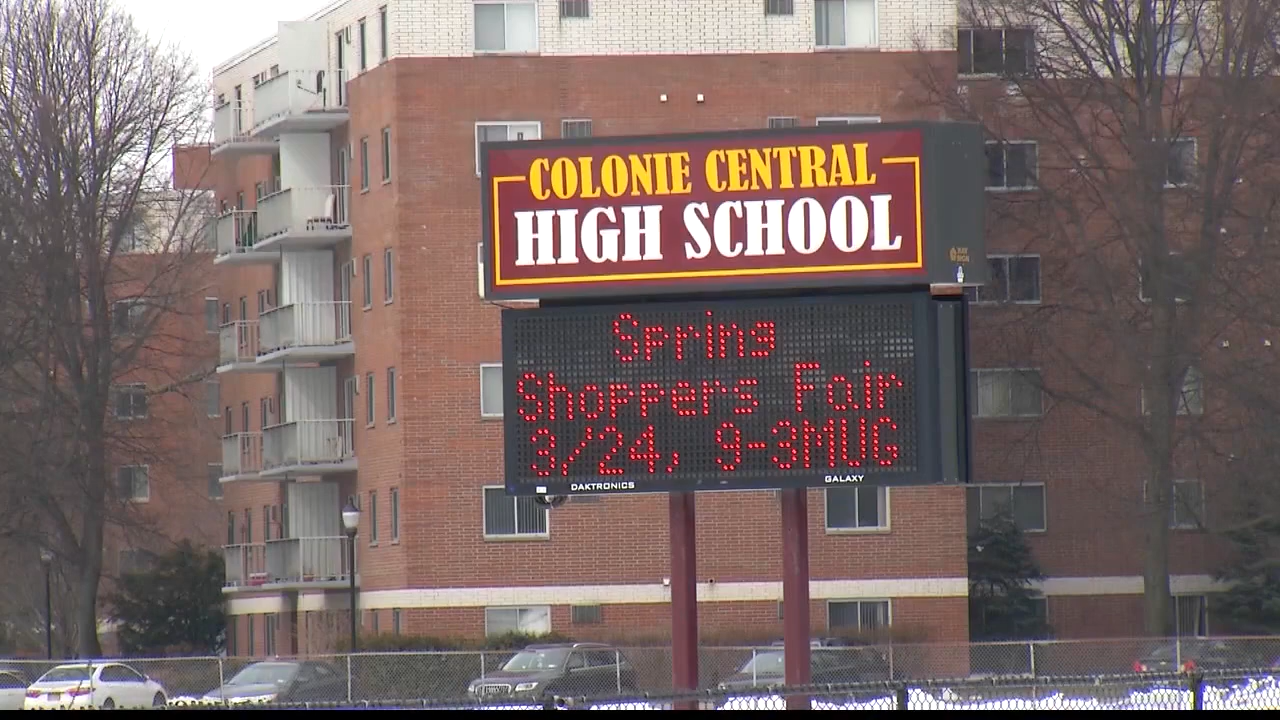 COLONIE CENTRAL
HIGH SCHOOL
Spring
Shoppers Fair
3/24, 9-3MUG
DAKTRONICS
GALAXY